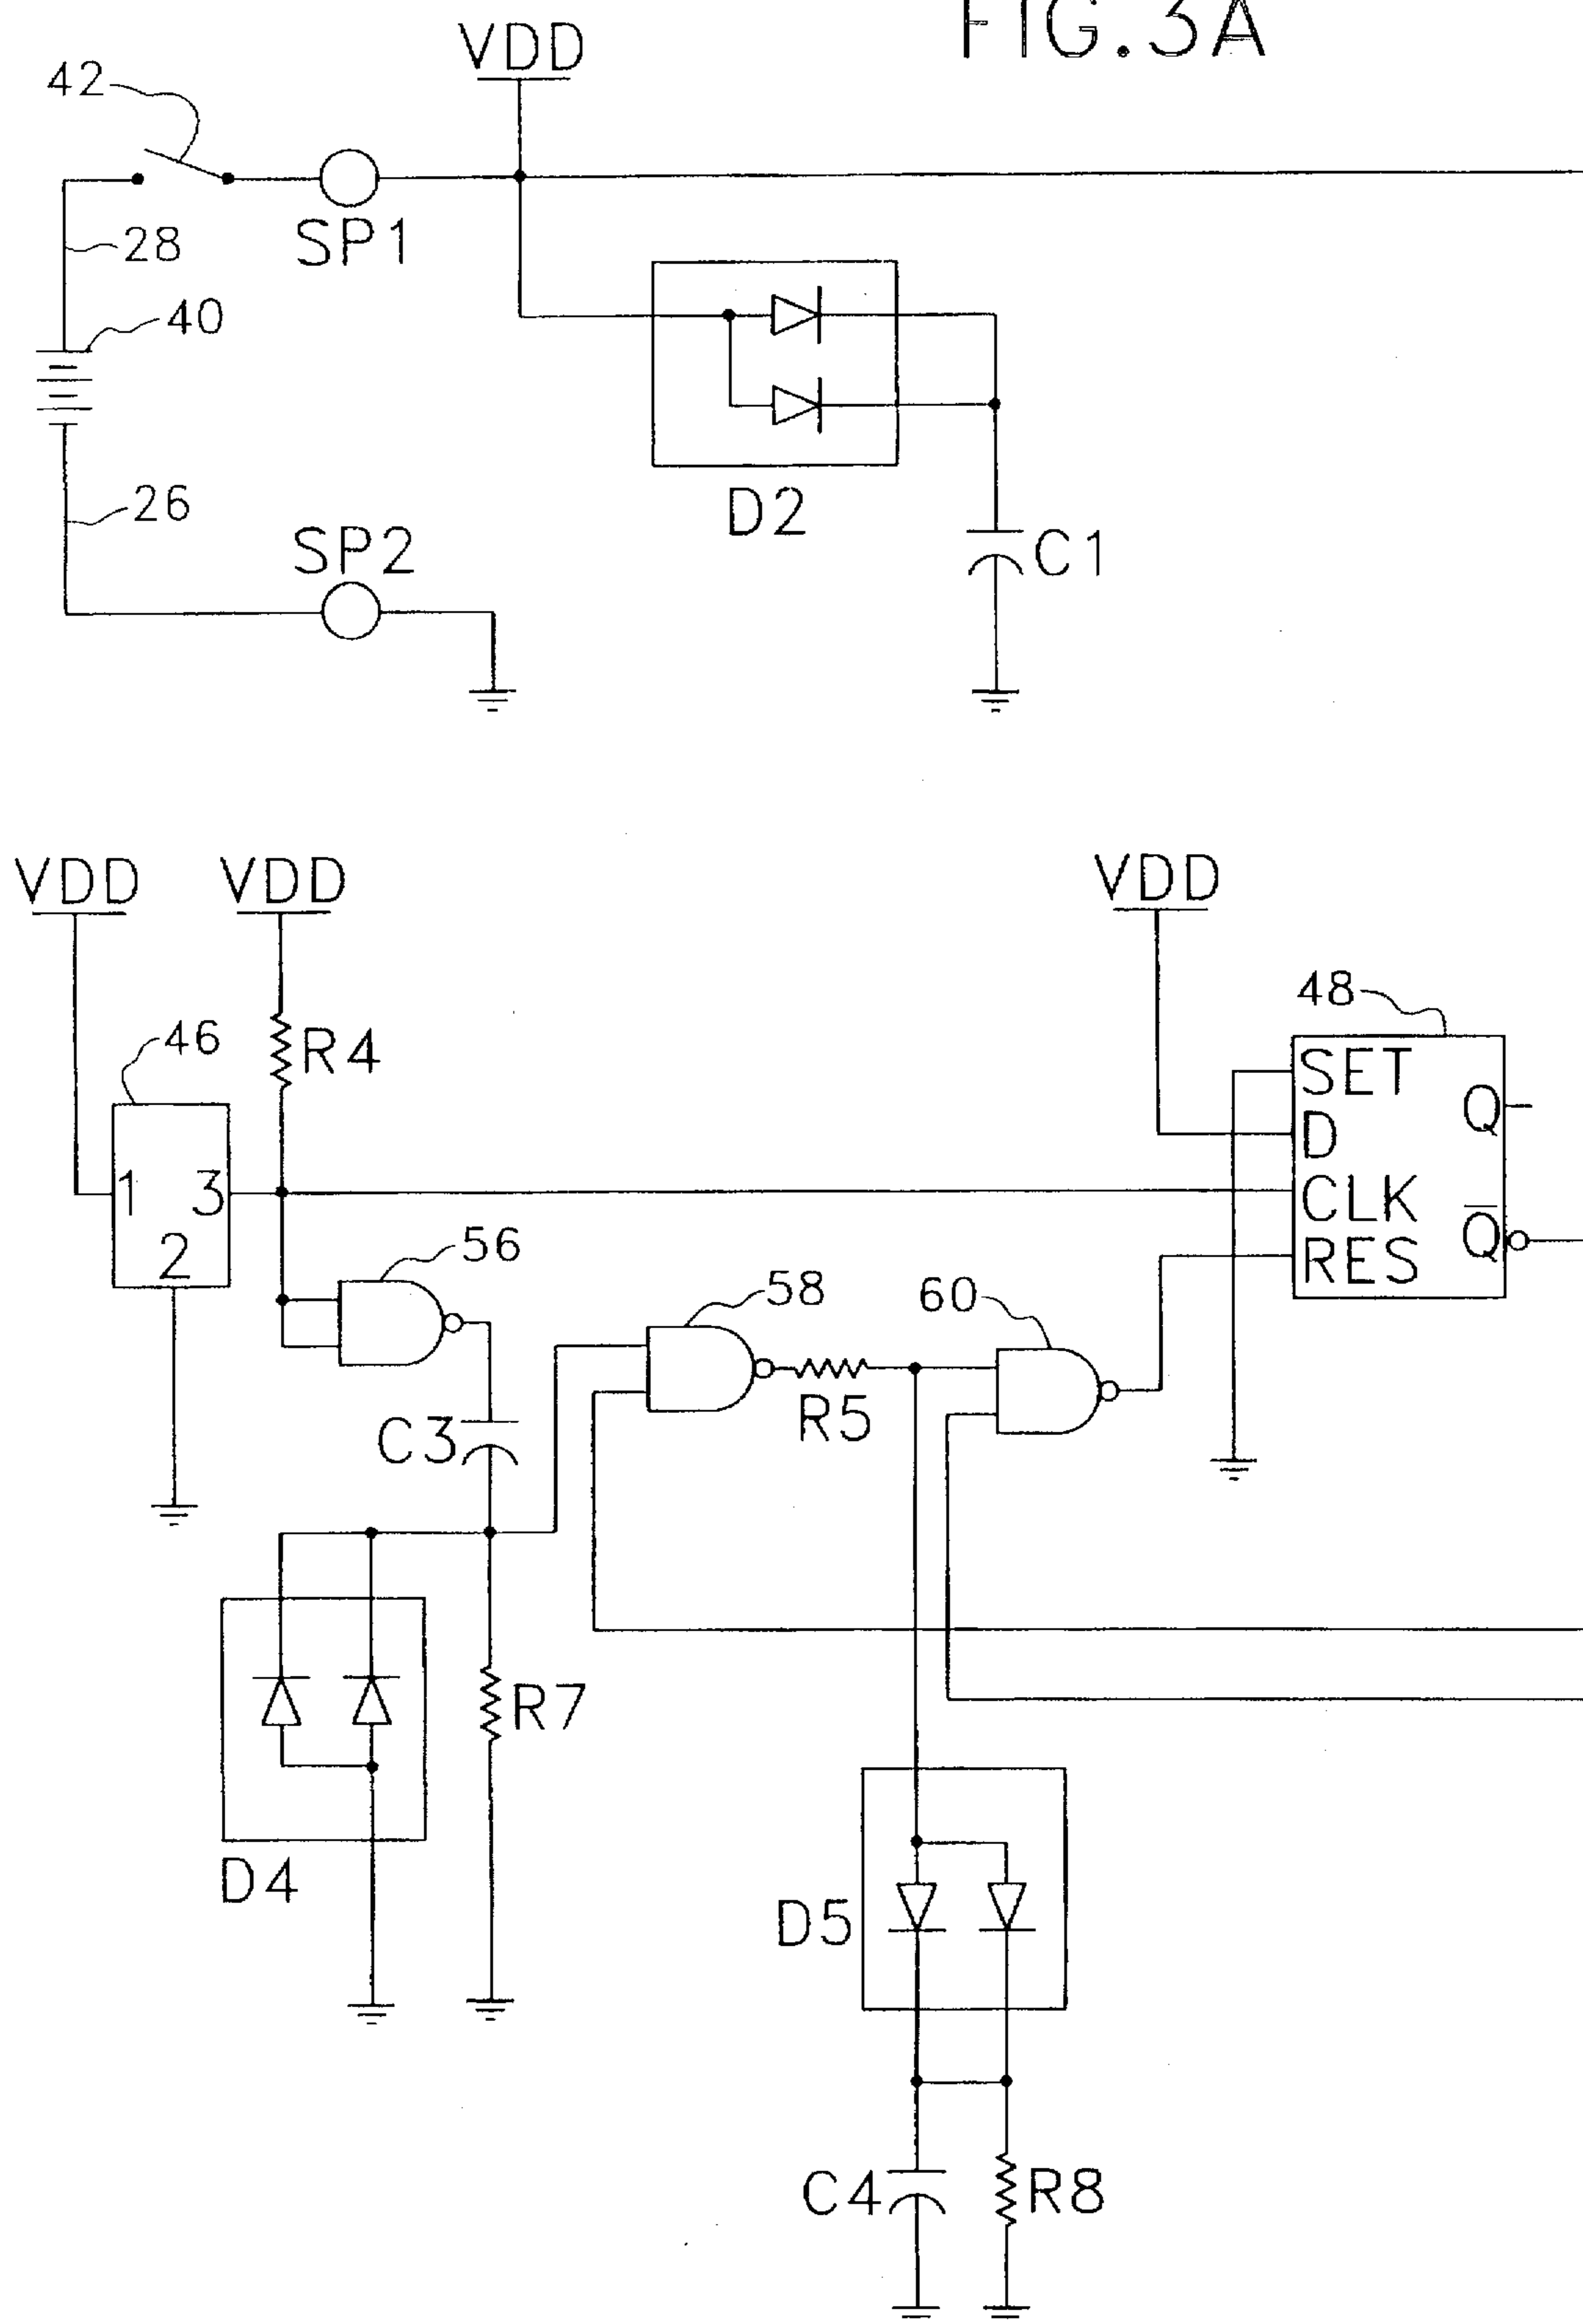 FIG.3A
VDD
42
SP1
28
40
D2
26
SP2
C1
VDD
VDD
VDD
48
46
R4
SET
Q
D
1
3
CLK
2
56
Q̅
RES
58
60
R5
C3
R7
D4
D5
C4
R8